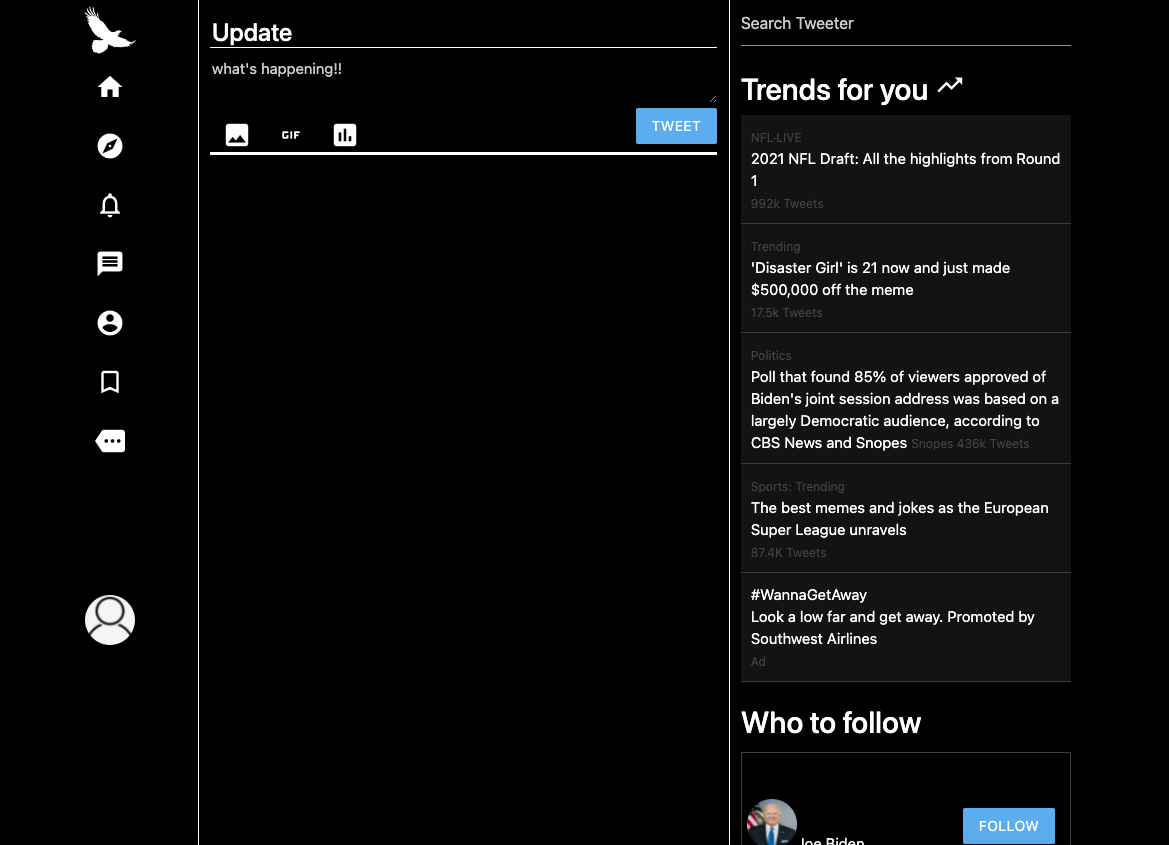 Update
what's happening!!
GIF
TWEET
Search Tweeter
Trends for you
NFL·LIVE
2021 NFL Draft: All the highlights from Round
1
992k Tweets
Trending
'Disaster Girl' is 21 now and just made
$500,000 off the meme
17.5k Tweets
Politics
Poll that found 85% of viewers approved of
Biden's joint session address was based on a
largely Democratic audience, according to
CBS News and Snopes Snopes 436k Tweets
Sports: Trending
The best memes and jokes as the European
Super League unravels
87.4K Tweets
#WannaGetAway
Look a low far and get away. Promoted by
Southwest Airlines
Ad
Who to follow
Joe Biden
FOLLOW